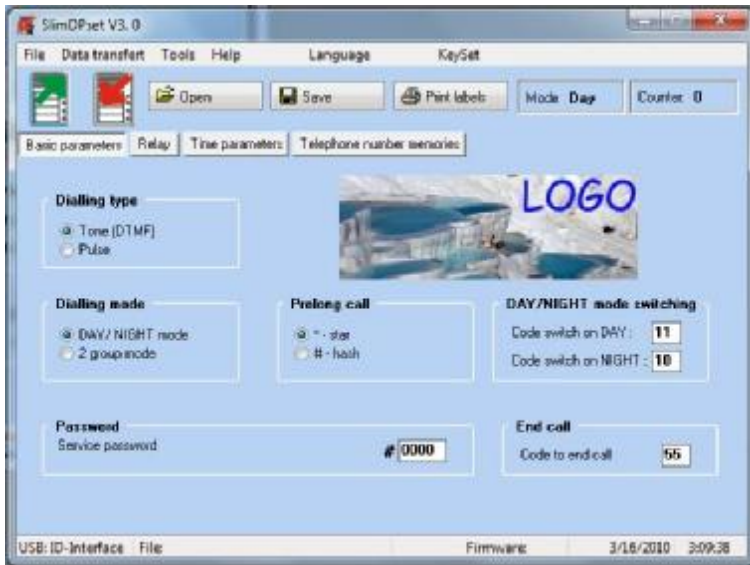 SlimDPset V3. 0
File Data transfert Tools Help Language KeySet
Open Save Print labels Mode Day Counter 0
Basic parameters Relay Time parameters Telephone number memories
LOGO
Dialling type
Tone (DTMF)
Pulse
Dialling mode
DAY/ NIGHT mode
2 group mode
Prolong call
* - star
# - hash
DAY/NIGHT mode switching
Code switch on DAY : 11
Code switch on NIGHT : 10
Password
Service password # 0000
End call
Code to end call 55
USB: ID-Interface File: Firmware: 3/16/2010 3:09:38